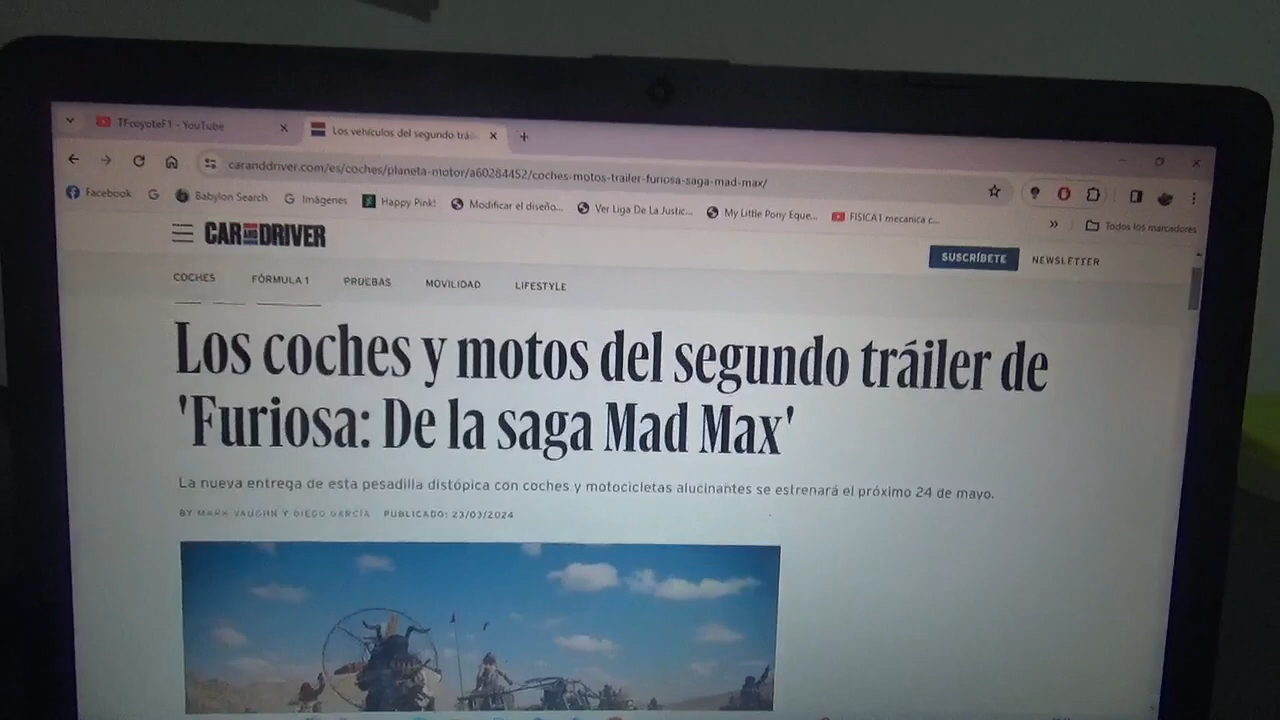 TFcoyoteF1 - YouTube
Los vehículos del segundo trái
caranddriver.com/es/coches/planeta-motor/a60284452/coches-motos-trailer-furiosa-saga-mad-max/
Facebook Babylon Search Imágenes Happy Pink! Modificar el diseño... Ver Liga De La Justic... My Little Pony Eque... FISICA1 mecanica c... » Todos los marcadores
CAR AND DRIVER
SUSCRÍBETE NEWSLETTER
COCHES FÓRMULA 1 PRUEBAS MOVILIDAD LIFESTYLE
Los coches y motos del segundo tráiler de
'Furiosa: De la saga Mad Max'
La nueva entrega de esta pesadilla distópica con coches y motocicletas alucinantes se estrenará el próximo 24 de mayo.
BY MARK VAUGHN Y DIEGO GARCÍA PUBLICADO: 23/03/2024